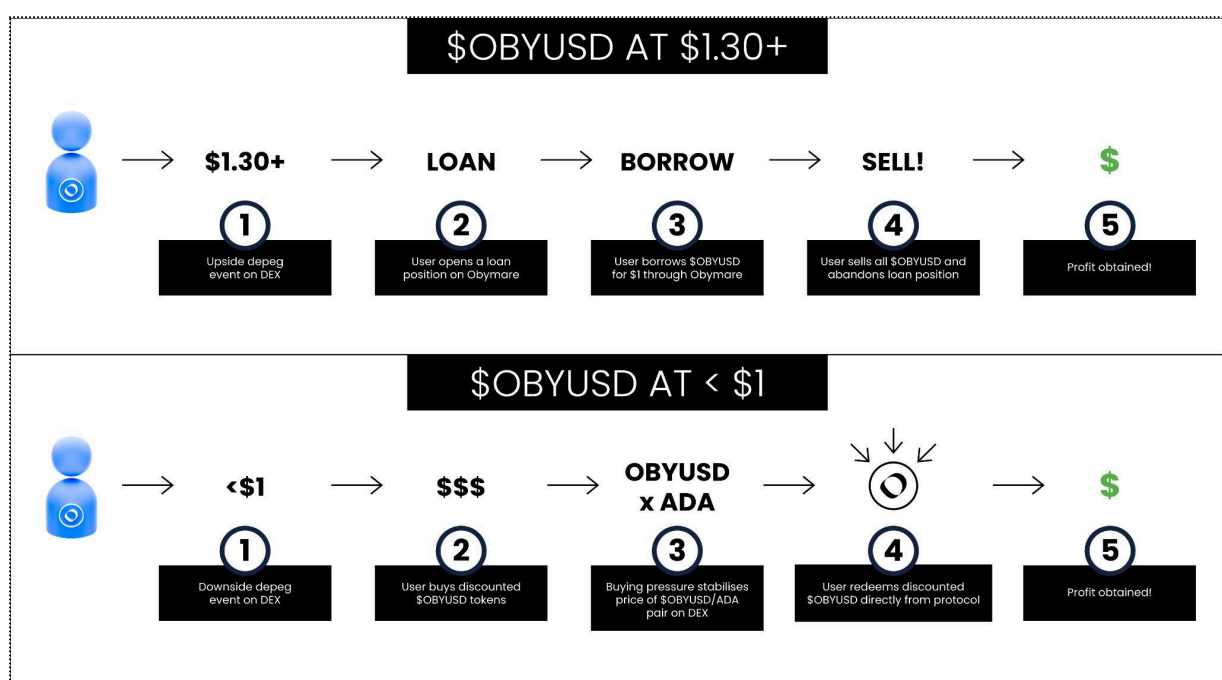 $OBYUSD AT $1.30+
$1.30+
LOAN
BORROW
SELL!
$
1
2
3
4
5
Upside depeg
event on DEX
User opens a loan
position on Obymare
User borrows $OBYUSD
for $1 through Obymare
User sells all $OBYUSD and
abandons loan position
Profit obtained!
$OBYUSD AT < $1
<$1
$$$
OBYUSD
x ADA
$
1
2
3
4
5
Downside depeg
event on DEX
User buys discounted
$OBYUSD tokens
Buying pressure stabilises
price of $OBYUSD/ADA
pair on DEX
User redeems discounted
$OBYUSD directly from protocol
Profit obtained!